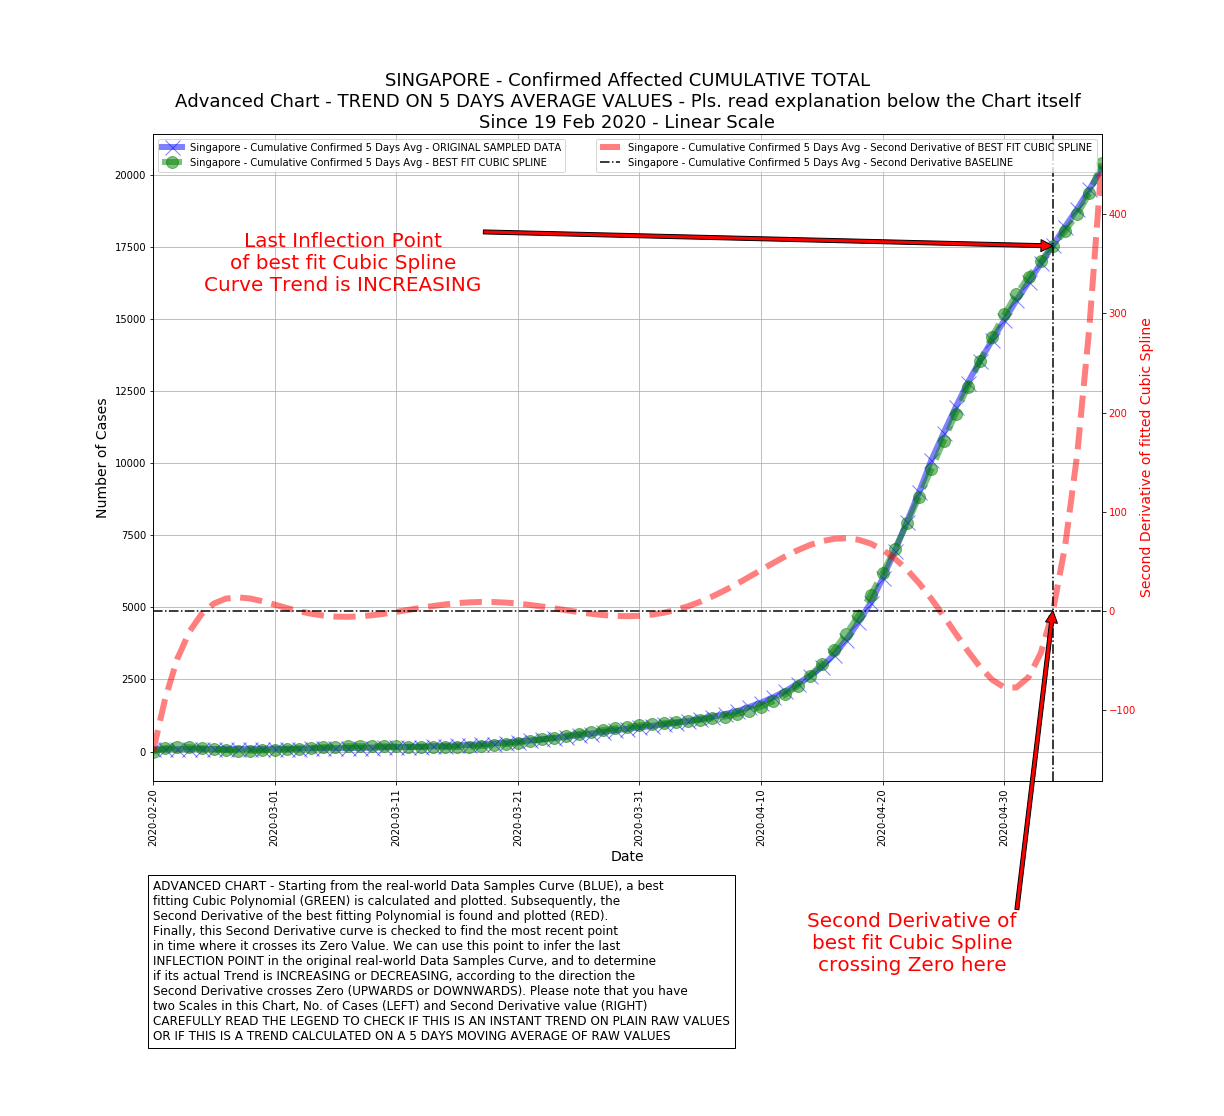 SINGAPORE - Confirmed Affected CUMULATIVE TOTAL
Advanced Chart - TREND ON 5 DAYS AVERAGE VALUES - Pls. read explanation below the Chart itself
Since 19 Feb 2020 - Linear Scale
Singapore - Cumulative Confirmed 5 Days Avg - ORIGINAL SAMPLED DATA
Singapore - Cumulative Confirmed 5 Days Avg - BEST FIT CUBIC SPLINE
Singapore - Cumulative Confirmed 5 Days Avg - Second Derivative of BEST FIT CUBIC SPLINE
Singapore - Cumulative Confirmed 5 Days Avg - Second Derivative BASELINE
Last Inflection Point
of best fit Cubic Spline
Curve Trend is INCREASING
Number of Cases
20000
17500
15000
12500
10000
7500
5000
2500
0
400
300
200
100
0
−100
Second Derivative of fitted Cubic Spline
2020-02-20
2020-03-01
2020-03-11
2020-03-21
2020-03-31
2020-04-10
2020-04-20
2020-04-30
Date
ADVANCED CHART - Starting from the real-world Data Samples Curve (BLUE), a best
fitting Cubic Polynomial (GREEN) is calculated and plotted. Subsequently, the
Second Derivative of the best fitting Polynomial is found and plotted (RED).
Finally, this Second Derivative curve is checked to find the most recent point
in time where it crosses its Zero Value. We can use this point to infer the last
INFLECTION POINT in the original real-world Data Samples Curve, and to determine
if its actual Trend is INCREASING or DECREASING, according to the direction the
Second Derivative crosses Zero (UPWARDS or DOWNWARDS). Please note that you have
two Scales in this Chart, No. of Cases (LEFT) and Second Derivative value (RIGHT)
CAREFULLY READ THE LEGEND TO CHECK IF THIS IS AN INSTANT TREND ON PLAIN RAW VALUES
OR IF THIS IS A TREND CALCULATED ON A 5 DAYS MOVING AVERAGE OF RAW VALUES
Second Derivative of
best fit Cubic Spline
crossing Zero here